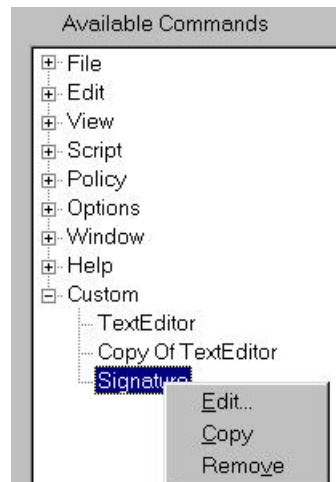 Available Commands
File
Edit
View
Script
Policy
Options
Window
Help
Custom
TextEditor
Copy Of TextEditor
Signature
Edit...
Copy
Remove